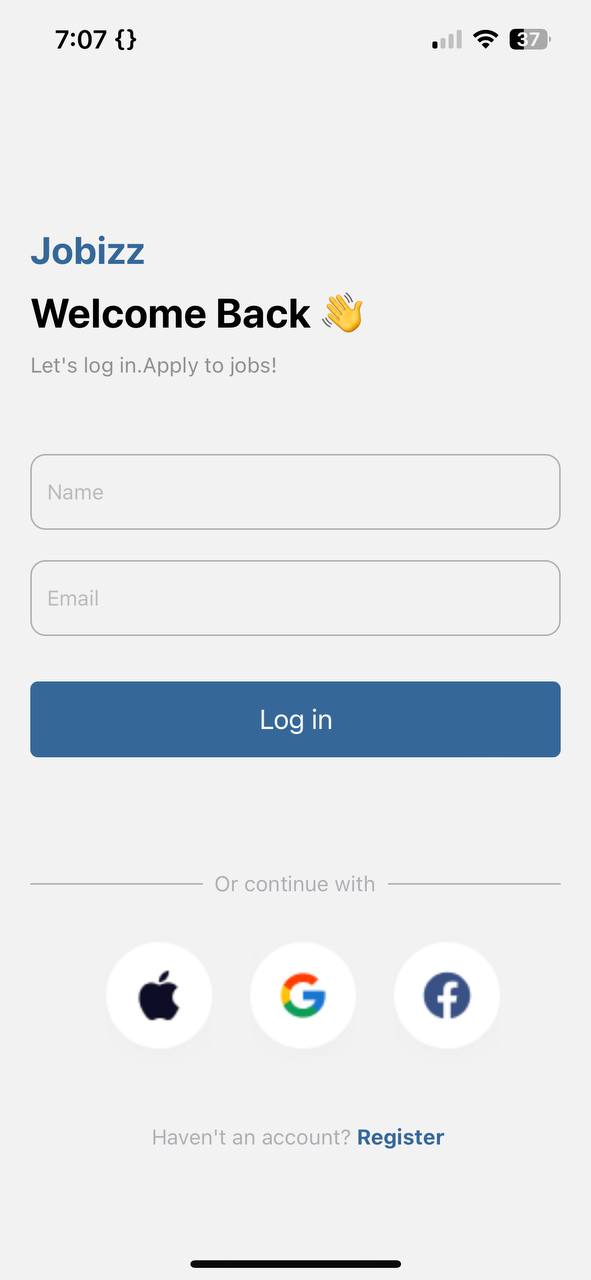 7:07 {}
37
Jobizz
Welcome Back 👋
Let's log in.Apply to jobs!
Name
Email
Log in
Or continue with
Haven't an account? Register